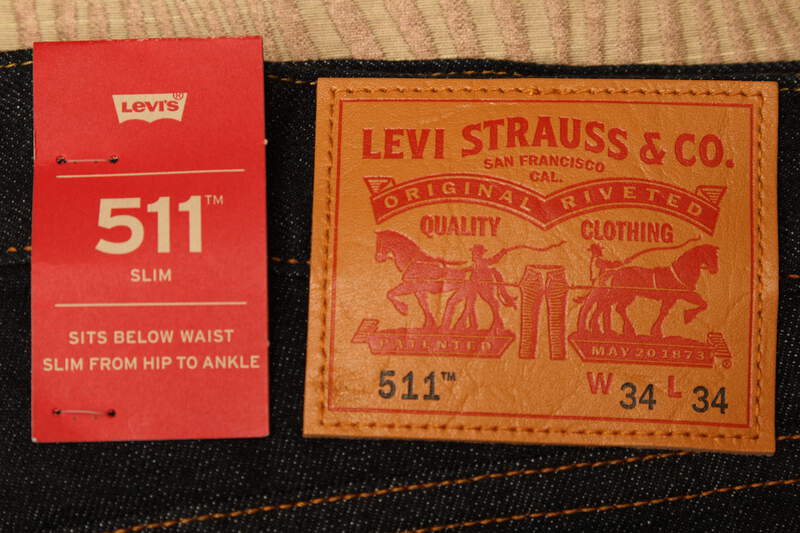 LEVI'S®
511™
SLIM
SITS BELOW WAIST
SLIM FROM HIP TO ANKLE
LEVI STRAUSS & CO.
SAN FRANCISCO
CAL.
ORIGINAL RIVETED
QUALITY CLOTHING
PATENTED MAY 20 1873
®
511™ W 34 L 34